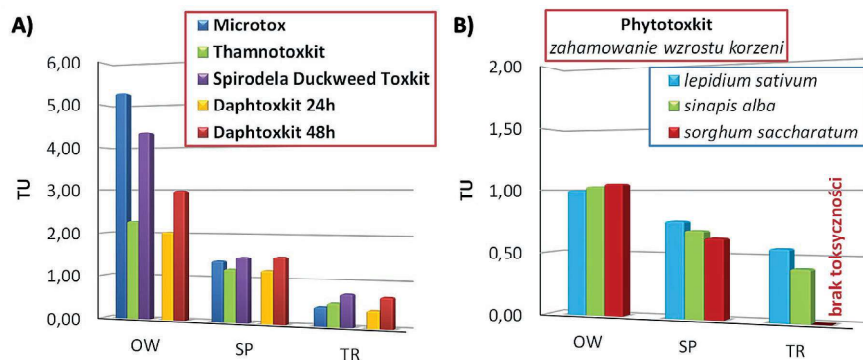 A)
Microtox
Thamnotoxkit
Spirodela Duckweed Toxkit
Daphtoxkit 24h
Daphtoxkit 48h
6,00
5,00
4,00
3,00
2,00
1,00
0,00
TU
OW
SP
TR
B)
Phytotoxkit
zahamowanie wzrostu korzeni
lepidium sativum
sinapis alba
sorghum saccharatum
2,00
1,50
1,00
0,50
0,00
TU
brak toksyczności
OW
SP
TR